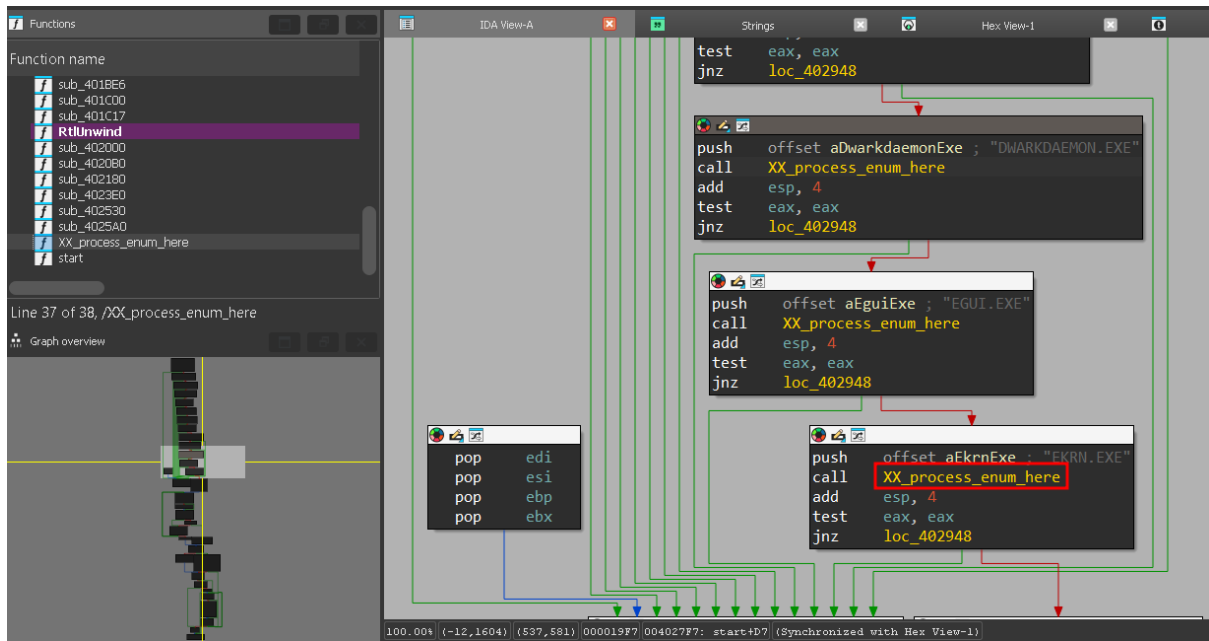 Functions
Function name
sub_401BE6
sub_401C00
sub_401C17
RtlUnwind
sub_402000
sub_4020B0
sub_402180
sub_4023E0
sub_402530
sub_4025A0
XX_process_enum_here
start
Line 37 of 38, /XX_process_enum_here
Graph overview
IDA View-A
Strings
Hex View-1
test eax, eax
jnz loc_402948
push offset aDwarkdaemonExe ; "DWARKDAEMON.EXE"
call XX_process_enum_here
add esp, 4
test eax, eax
jnz loc_402948
push offset aEguiExe ; "EGUI.EXE"
call XX_process_enum_here
add esp, 4
test eax, eax
jnz loc_402948
pop edi
pop esi
pop ebp
pop ebx
push offset aEkrnExe ; "EKRN.EXE"
call XX_process_enum_here
add esp, 4
test eax, eax
jnz loc_402948
100.00% (-12,1604) (537,581) 000019F7 004027F7: start+D7 (Synchronized with Hex View-1)